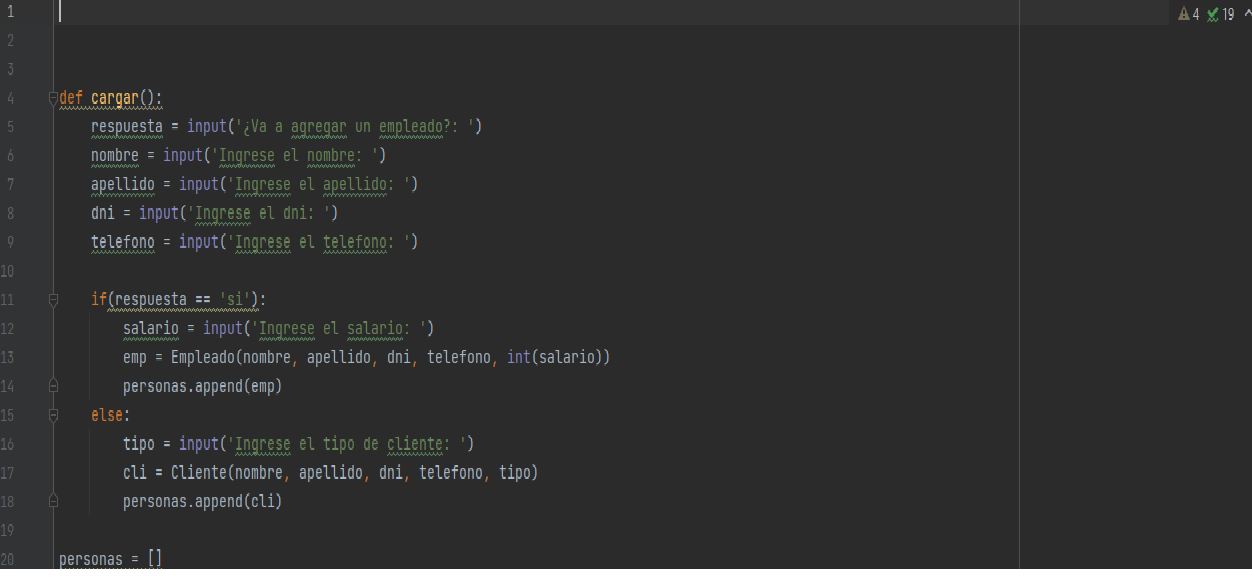 1 4 19
2
3
4 def cargar():
5 respuesta = input('¿Va a agregar un empleado?: ')
6 nombre = input('Ingrese el nombre: ')
7 apellido = input('Ingrese el apellido: ')
8 dni = input('Ingrese el dni: ')
9 telefono = input('Ingrese el telefono: ')
10
11 if(respuesta == 'si'):
12 salario = input('Ingrese el salario: ')
13 emp = Empleado(nombre, apellido, dni, telefono, int(salario))
14 personas.append(emp)
15 else:
16 tipo = input('Ingrese el tipo de cliente: ')
17 cli = Cliente(nombre, apellido, dni, telefono, tipo)
18 personas.append(cli)
19
20 personas = []